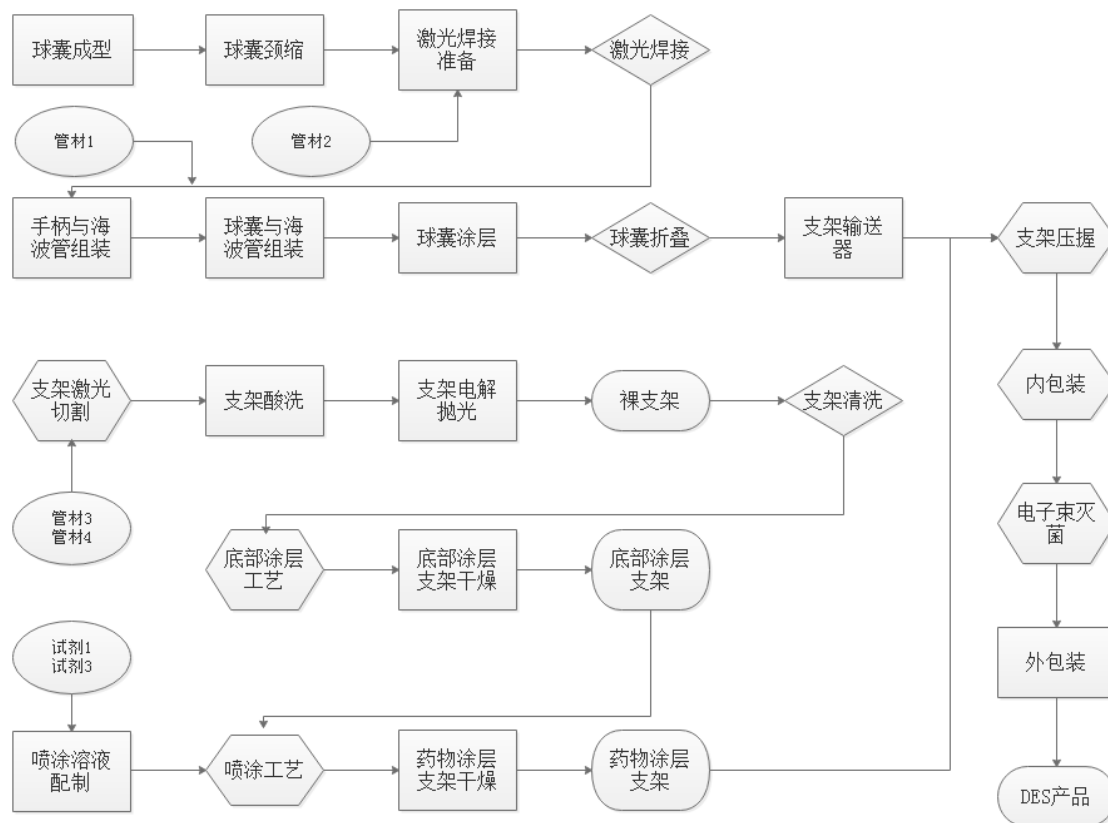 球囊成型
球囊颈缩
激光焊接
准备
激光焊接
管材1
管材2
手柄与海
波管组装
球囊与海
波管组装
球囊涂层
球囊折叠
支架输送
器
支架压握
支架激光
切割
支架酸洗
支架电解
抛光
裸支架
支架清洗
内包装
管材3
管材4
电子束灭
菌
底部涂层
工艺
底部涂层
支架干燥
底部涂层
支架
试剂1
试剂3
外包装
喷涂溶液
配制
喷涂工艺
药物涂层
支架干燥
药物涂层
支架
DES产品